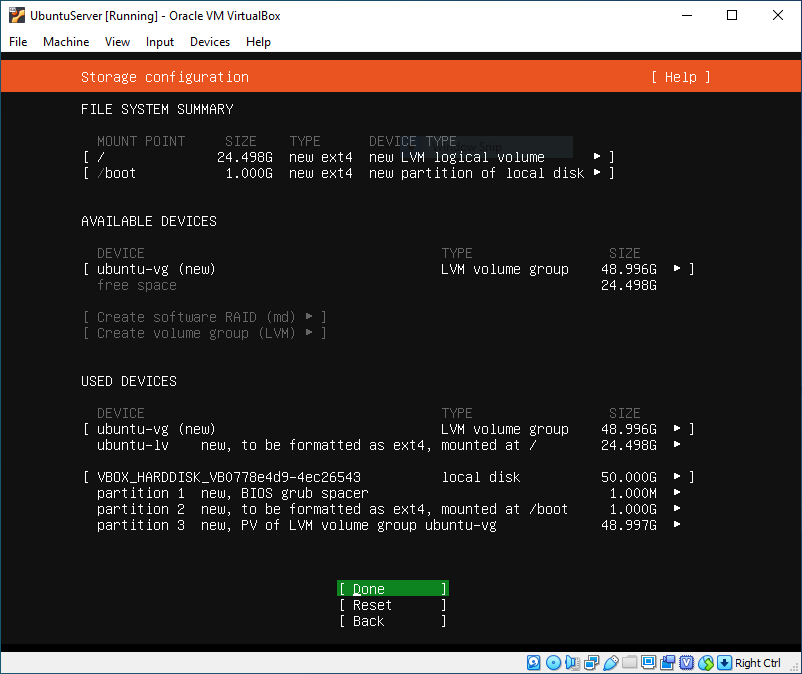 UbuntuServer [Running] - Oracle VM VirtualBox
File Machine View Input Devices Help
Storage configuration [ Help ]
FILE SYSTEM SUMMARY
MOUNT POINT SIZE TYPE DEVICE TYPE
[ / 24.498G new ext4 new LVM logical volume ▸ ]
[ /boot 1.000G new ext4 new partition of local disk ▸ ]
AVAILABLE DEVICES
DEVICE TYPE SIZE
[ ubuntu-vg (new) LVM volume group 48.996G ▸ ]
free space 24.498G
[ Create software RAID (md) ▸ ]
[ Create volume group (LVM) ▸ ]
USED DEVICES
DEVICE TYPE SIZE
[ ubuntu-vg (new) LVM volume group 48.996G ▸ ]
ubuntu-lv new, to be formatted as ext4, mounted at / 24.498G ▸
[ VBOX_HARDDISK_VB0778e4d9-4ec26543 local disk 50.000G ▸ ]
partition 1 new, BIOS grub spacer 1.000M ▸
partition 2 new, to be formatted as ext4, mounted at /boot 1.000G ▸
partition 3 new, PV of LVM volume group ubuntu-vg 48.997G ▸
[ Done ]
[ Reset ]
[ Back ]
Right Ctrl